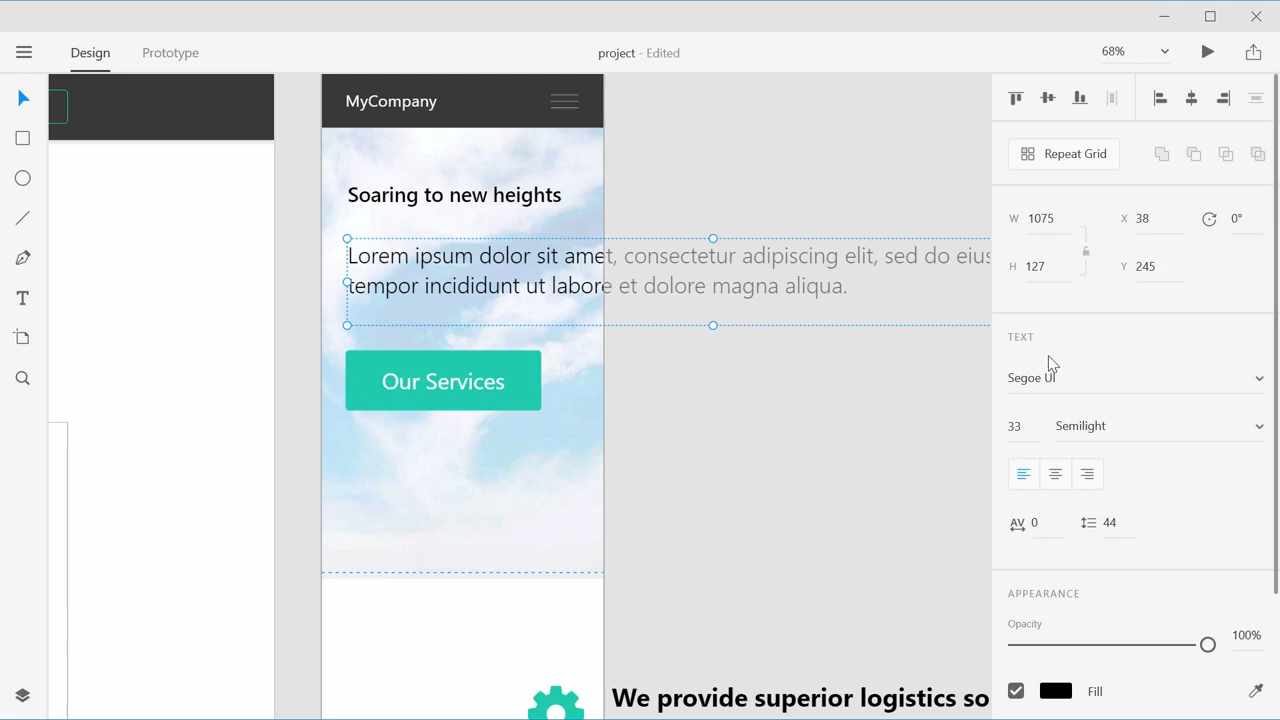 Design
Prototype
project - Edited
68%
MyCompany
Soaring to new heights
Lorem ipsum dolor sit amet, consectetur adipiscing elit, sed do eius
tempor incididunt ut labore et dolore magna aliqua.
Our Services
We provide superior logistics so
Repeat Grid
W 1075 X 38 0°
H 127 Y 245
TEXT
Segoe UI
33 Semilight
AV 0 44
APPEARANCE
Opacity
100%
Fill